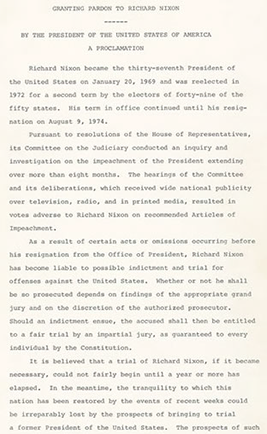 GRANTING PARDON TO RICHARD NIXON
------
BY THE PRESIDENT OF THE UNITED STATES OF AMERICA
A PROCLAMATION
Richard Nixon became the thirty-seventh President of
the United States on January 20, 1969 and was reelected in
1972 for a second term by the electors of forty-nine of the
fifty states. His term in office continued until his resig-
nation on August 9, 1974.
Pursuant to resolutions of the House of Representatives,
its Committee on the Judiciary conducted an inquiry and
investigation on the impeachment of the President extending
over more than eight months. The hearings of the Committee
and its deliberations, which received wide national publicity
over television, radio, and in printed media, resulted in
votes adverse to Richard Nixon on recommended Articles of
Impeachment.
As a result of certain acts or omissions occurring before
his resignation from the Office of President, Richard Nixon
has become liable to possible indictment and trial for
offenses against the United States. Whether or not he shall
be so prosecuted depends on findings of the appropriate grand
jury and on the discretion of the authorized prosecutor.
Should an indictment ensue, the accused shall then be entitled
to a fair trial by an impartial jury, as guaranteed to every
individual by the Constitution.
It is believed that a trial of Richard Nixon, if it became
necessary, could not fairly begin until a year or more has
elapsed. In the meantime, the tranquility to which this
nation has been restored by the events of recent weeks could
be irreparably lost by the prospects of bringing to trial
a former President of the United States. The prospects of such